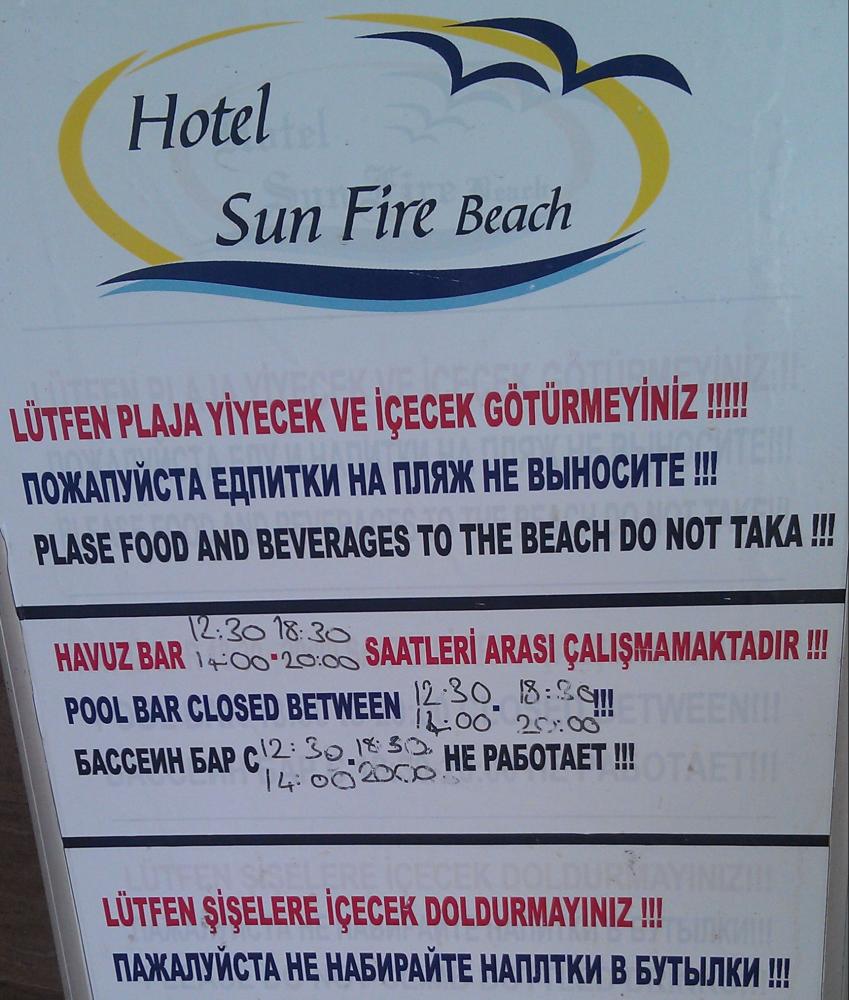 Hotel
Sun Fire Beach
LÜTFEN PLAJA YİYECEK VE İÇECEK GÖTÜRMEYİNİZ !!!!!
ПОЖАПУЙСТА ЕДПИТКИ НА ПЛЯЖ НЕ ВЫНОСИТЕ !!!
PLASE FOOD AND BEVERAGES TO THE BEACH DO NOT TAKA !!!
HAVUZ BAR 12:30 18:30 14:00-20:00 SAATLERİ ARASI ÇALIŞMAMAKTADIR !!!
POOL BAR CLOSED BETWEEN 12.30 - 18:30 14.00 20:00 !!!
БАССЕИН БАР С 12:30 - 18:30 14:00 2000 НЕ РАБОТАЕТ !!!
LÜTFEN ŞİŞELERE İÇECEK DOLDURMAYINIZ !!!
ПАЖАЛУЙСТА НЕ НАБИРАЙТЕ НАПЛТКИ В БУТЫЛКИ !!!